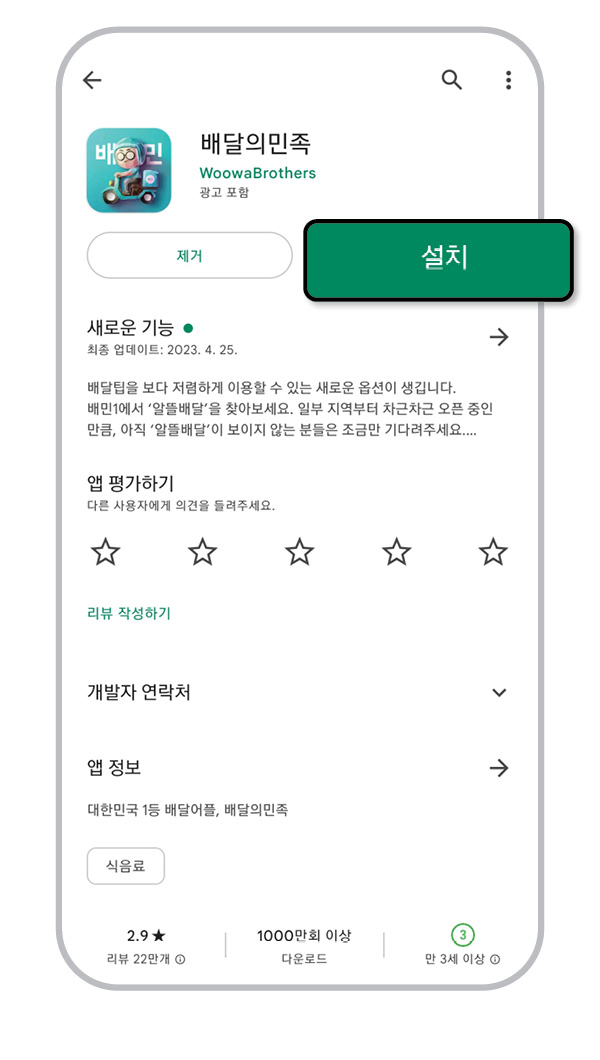 배달의민족
WoowaBrothers
광고 포함
제거
설치
새로운 기능
최종 업데이트: 2023. 4. 25.
배달팁을 보다 저렴하게 이용할 수 있는 새로운 옵션이 생깁니다.
배민1에서 ‘알뜰배달’을 찾아보세요. 일부 지역부터 차근차근 오픈 중인
만큼, 아직 ‘알뜰배달’이 보이지 않는 분들은 조금만 기다려주세요....
앱 평가하기
다른 사용자에게 의견을 들려주세요.
리뷰 작성하기
개발자 연락처
앱 정보
대한민국 1등 배달어플, 배달의민족
식음료
2.9★ 1000만회 이상 3
리뷰 22만개 다운로드 만 3세 이상